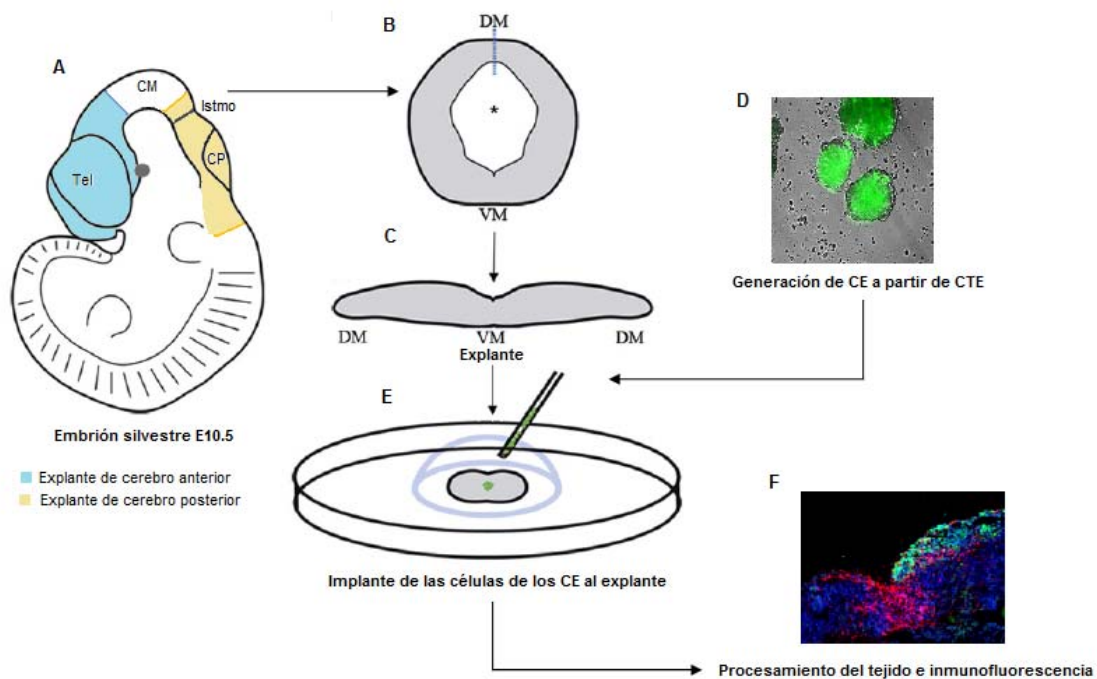 A
CM
Istmo
CP
Tel
Embrión silvestre E10.5
Explante de cerebro anterior
Explante de cerebro posterior
B
DM
*
VM
C
DM
VM
DM
Explante
D
Generación de CE a partir de CTE
E
Implante de las células de los CE al explante
F
Procesamiento del tejido e inmunofluorescencia